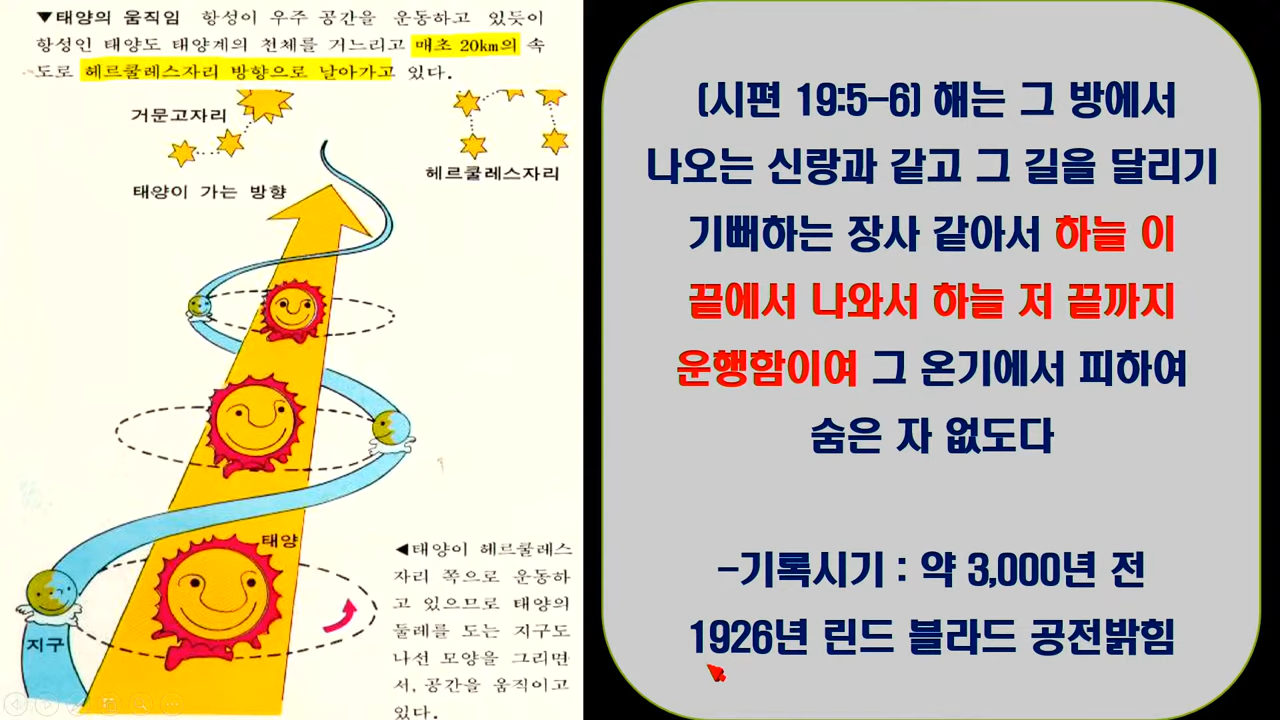 ▼태양의 움직임 항성이 우주 공간을 운동하고 있듯이
항성인 태양도 태양계의 천체를 거느리고 매초 20km의 속
도로 헤르쿨레스자리 방향으로 날아가고 있다.
거문고자리
헤르쿨레스자리
태양이 가는 방향
태양
지구
◀태양이 헤르쿨레스
자리 쪽으로 운동하
고 있으므로 태양의
둘레를 도는 지구도
나선 모양을 그리면
서, 공간을 움직이고
있다.
(시편 19:5-6) 해는 그 방에서
나오는 신랑과 같고 그 길을 달리기
기뻐하는 장사 같아서 하늘 이
끝에서 나와서 하늘 저 끝까지
운행함이여 그 온기에서 피하여
숨은 자 없도다
-기록시기 : 약 3,000년 전
1926년 린드 블라드 공전밝힘